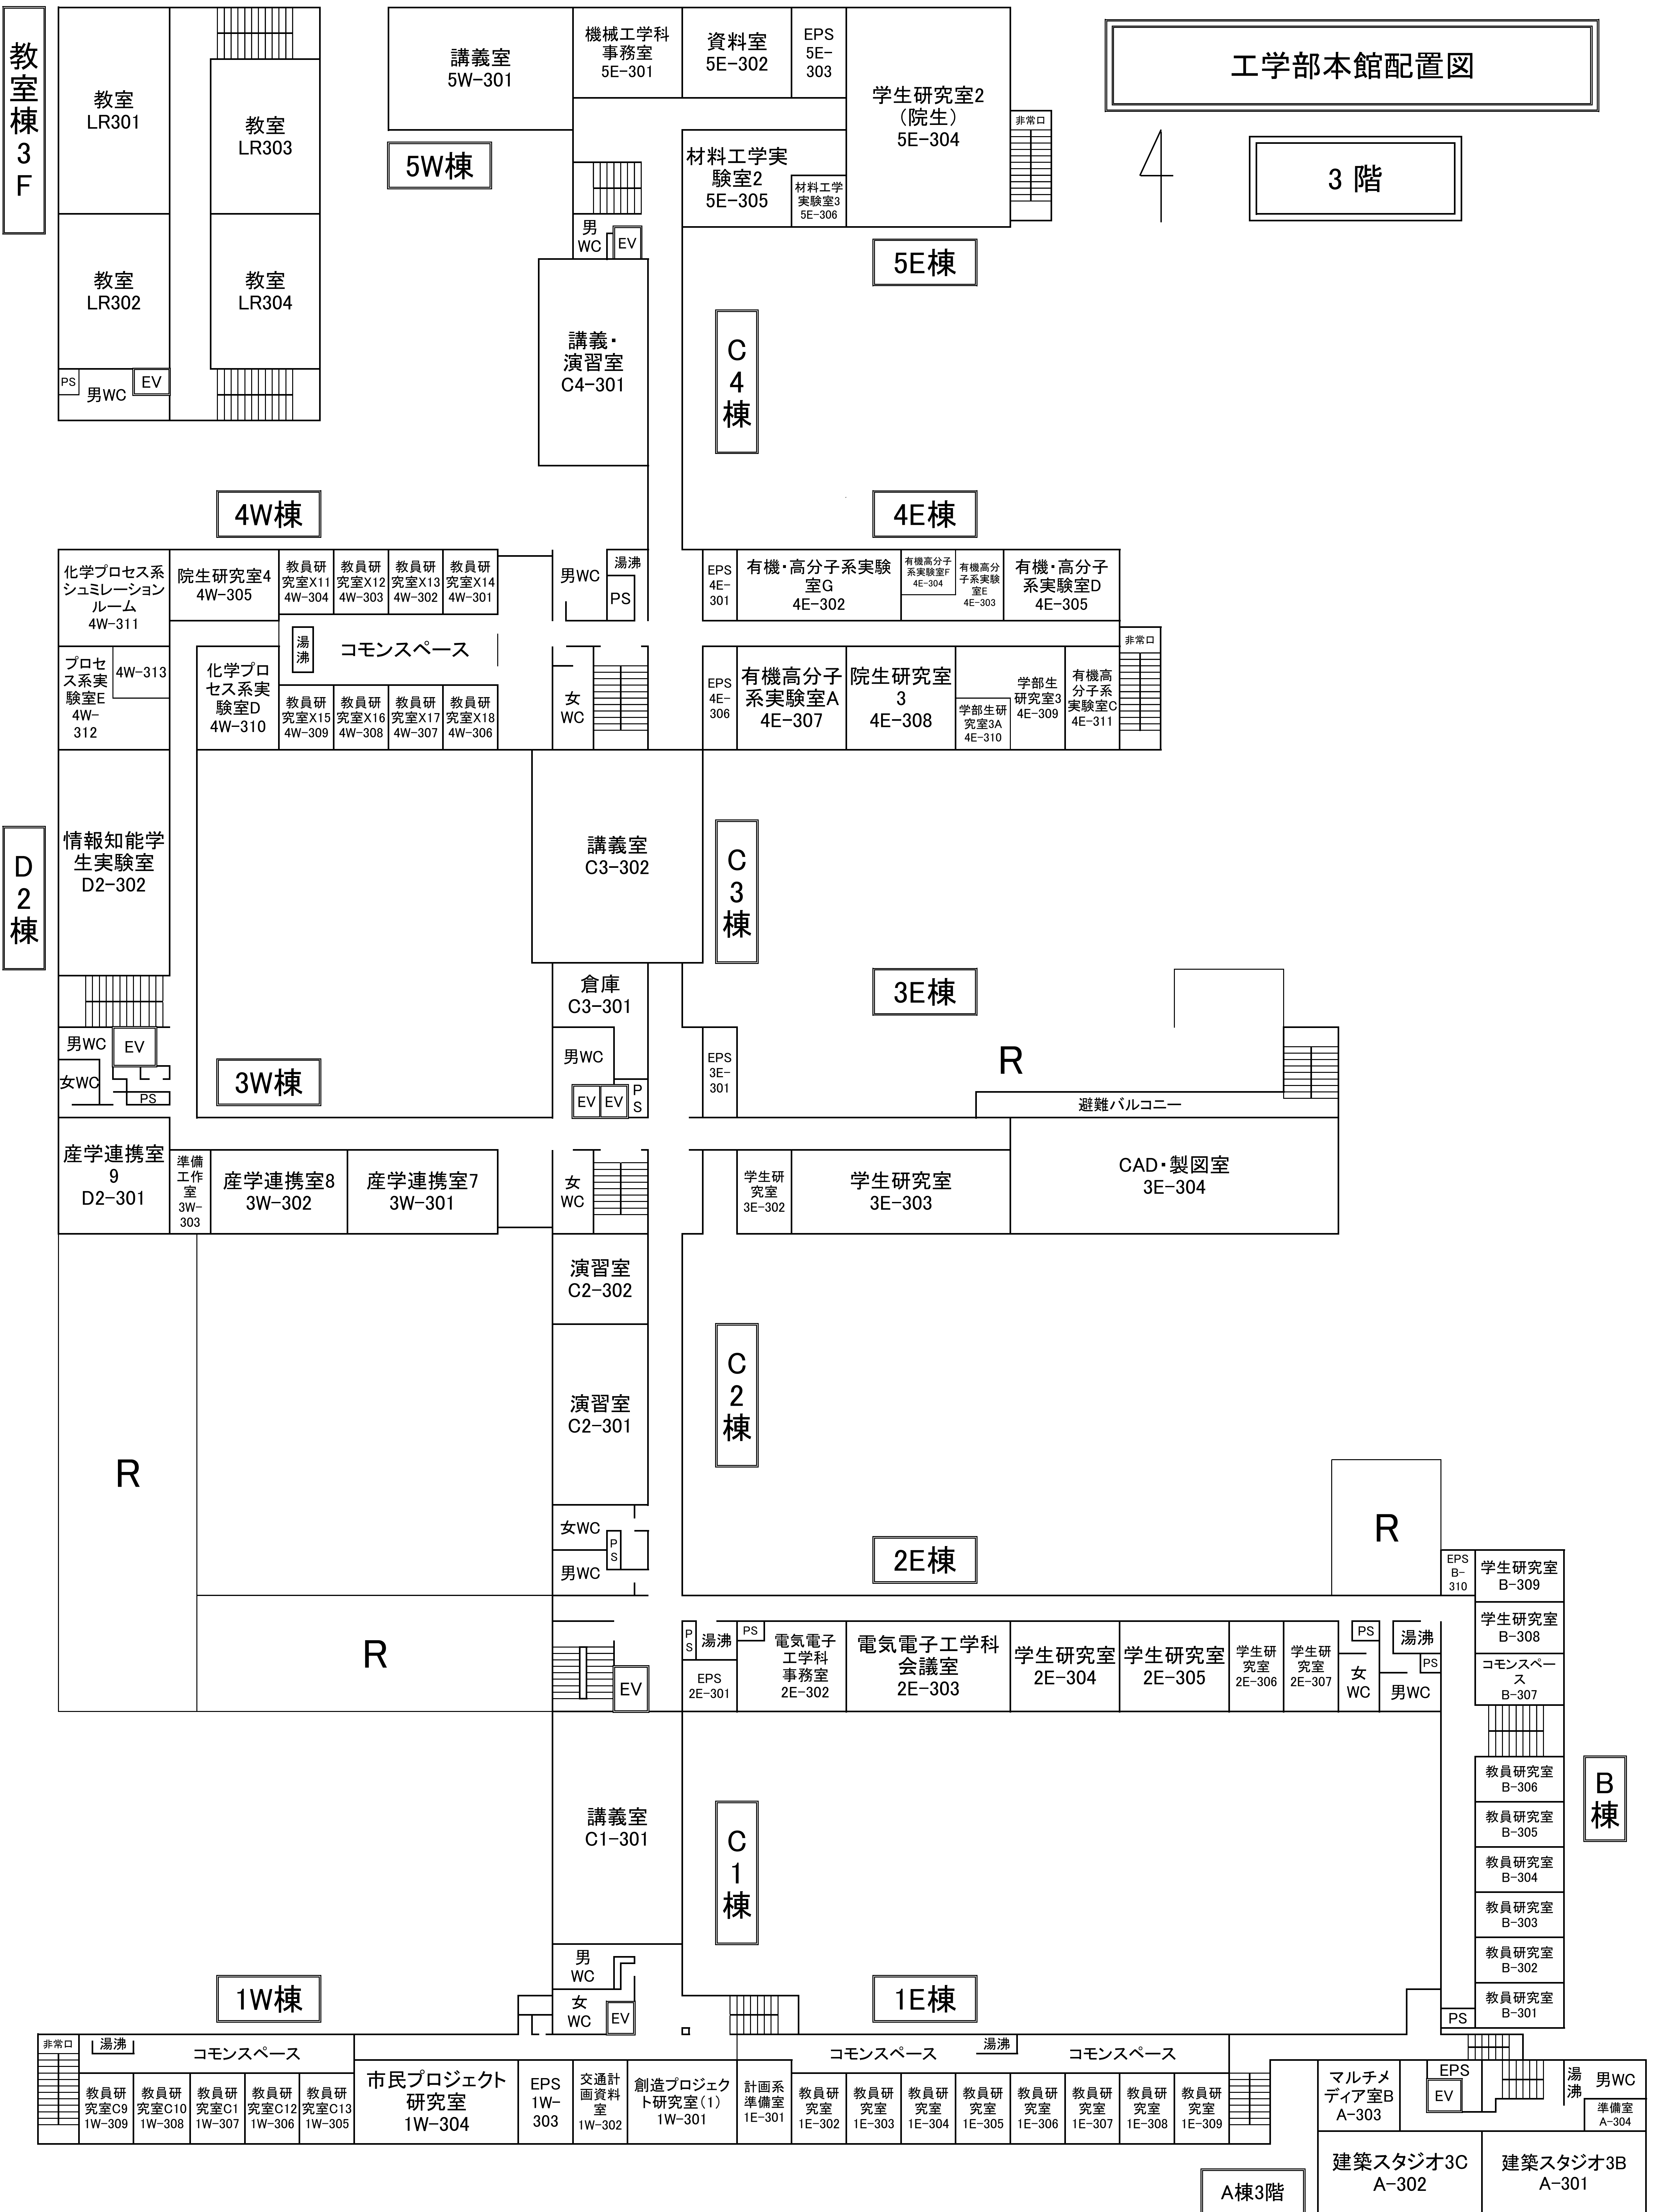 工学部本館配置図
3 階
教
室
棟
3
F
教室
LR301
教室
LR303
教室
LR302
教室
LR304
PS
男WC
EV
講義室
5W-301
機械工学科
事務室
5E-301
資料室
5E-302
EPS
5E-
303
学生研究室2
（院生）
5E-304
非常口
5W棟
材料工学実
験室2
5E-305
材料工学
実験室3
5E-306
男
WC
EV
5E棟
講義・
演習室
C4-301
C
4
棟
4W棟
4E棟
化学プロセス系
シュミレーション
ルーム
4W-311
院生研究室4
4W-305
教員研
究室X11
4W-304
教員研
究室X12
4W-303
教員研
究室X13
4W-302
教員研
究室X14
4W-301
男WC
湯沸
PS
EPS
4E-
301
有機・高分子系実験
室G
4E-302
有機高分子
系実験室F
4E-304
有機高分
子系実験
室E
4E-303
有機・高分子
系実験室D
4E-305
湯
沸
コモンスペース
非常口
プロセ
ス系実
験室E
4W-
312
4W-313
化学プロ
セス系実
験室D
4W-310
教員研
究室X15
4W-309
教員研
究室X16
4W-308
教員研
究室X17
4W-307
教員研
究室X18
4W-306
女
WC
EPS
4E-
306
有機高分子
系実験室A
4E-307
院生研究室
3
4E-308
学部生研
究室3A
4E-310
学部生
研究室3
4E-309
有機高
分子系
実験室C
4E-311
D
2
棟
情報知能学
生実験室
D2-302
講義室
C3-302
C
3
棟
倉庫
C3-301
3E棟
男WC
EV
女WC
PS
3W棟
男WC
EV
EV
P
S
EPS
3E-
301
R
避難バルコニー
産学連携室
9
D2-301
準備
工作
室
3W-
303
産学連携室8
3W-302
産学連携室7
3W-301
女
WC
学生研
究室
3E-302
学生研究室
3E-303
CAD・製図室
3E-304
演習室
C2-302
演習室
C2-301
C
2
棟
R
R
女WC
P
S
男WC
2E棟
R
EV
P
S
湯沸
EPS
2E-301
PS
電気電子
工学科
事務室
2E-302
電気電子工学科
会議室
2E-303
学生研究室
2E-304
学生研究室
2E-305
学生研
究室
2E-306
学生研
究室
2E-307
PS
女
WC
湯沸
PS
男WC
EPS
B-
310
学生研究室
B-309
学生研究室
B-308
コモンスペー
ス
B-307
教員研究室
B-306
教員研究室
B-305
教員研究室
B-304
教員研究室
B-303
教員研究室
B-302
教員研究室
B-301
PS
B
棟
講義室
C1-301
C
1
棟
男
WC
女
WC
EV
1W棟
1E棟
非常口
湯沸
コモンスペース
コモンスペース
湯沸
コモンスペース
教員研
究室C9
1W-309
教員研
究室C10
1W-308
教員研
究室C1
1W-307
教員研
究室C12
1W-306
教員研
究室C13
1W-305
市民プロジェクト
研究室
1W-304
EPS
1W-
303
交通計
画資料
室
1W-302
創造プロジェク
ト研究室（1）
1W-301
計画系
準備室
1E-301
教員研
究室
1E-302
教員研
究室
1E-303
教員研
究室
1E-304
教員研
究室
1E-305
教員研
究室
1E-306
教員研
究室
1E-307
教員研
究室
1E-308
教員研
究室
1E-309
マルチメ
ディア室B
A-303
EPS
EV
湯
沸
男WC
準備室
A-304
A棟3階
建築スタジオ3C
A-302
建築スタジオ3B
A-301